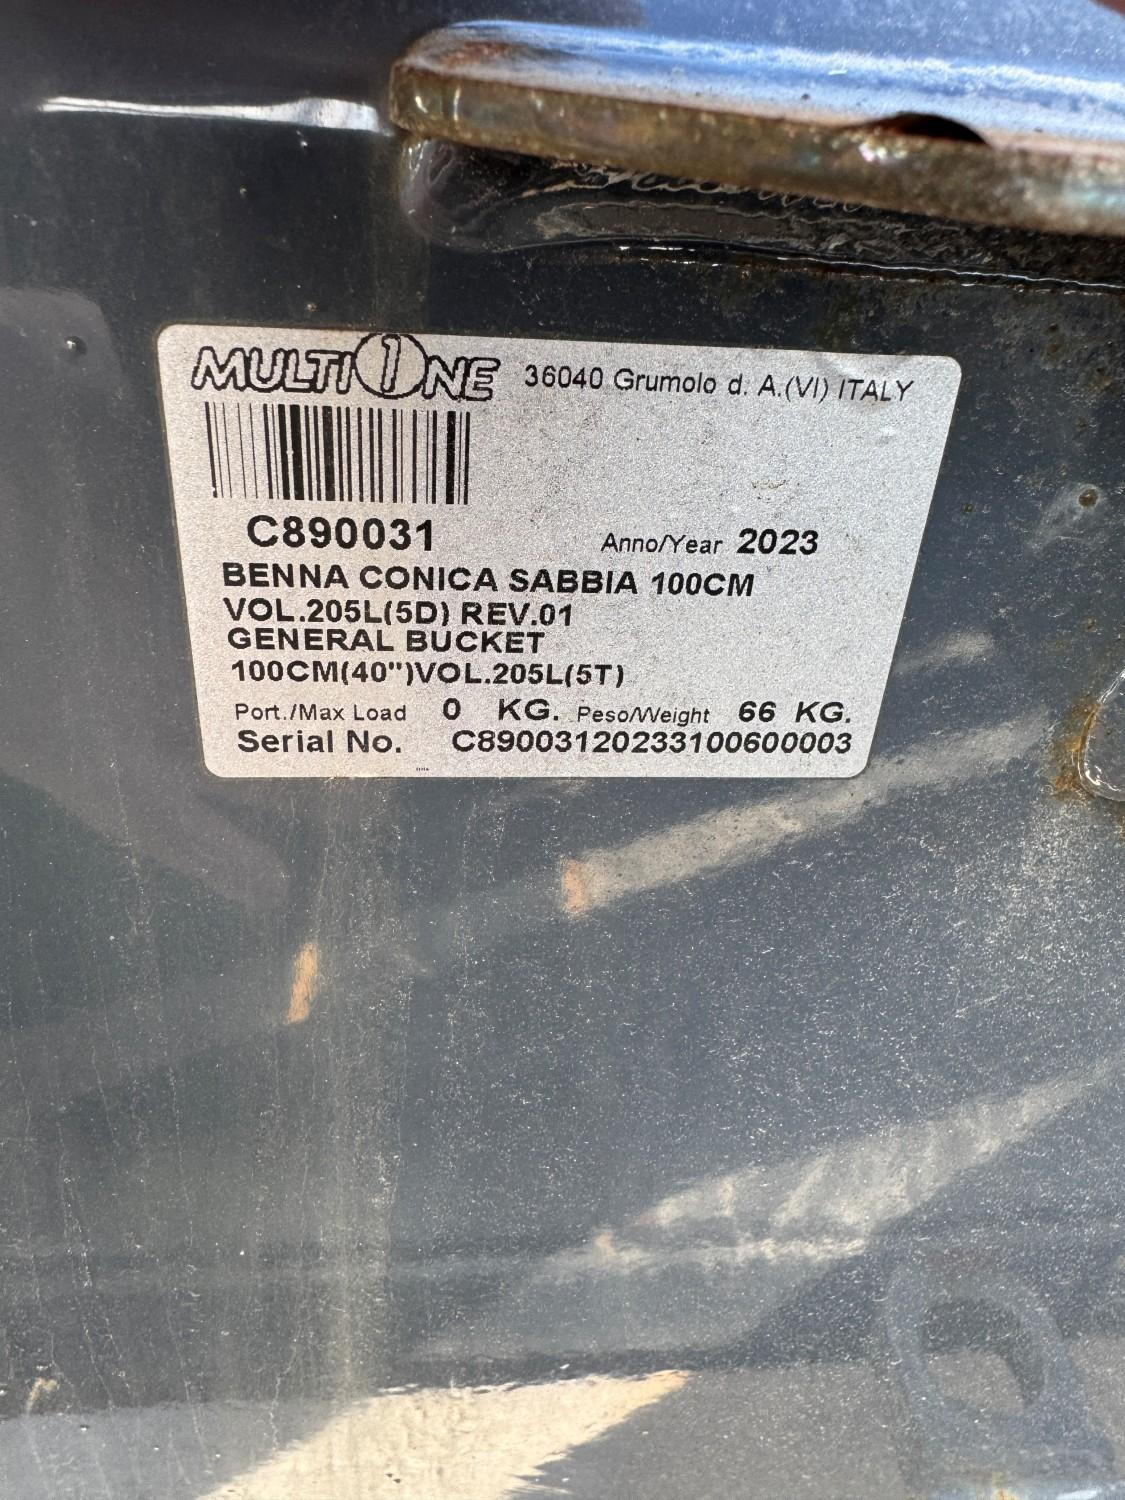 MULTIONE 36040 Grumolo d. A.(VI) ITALY
C890031 Anno/Year 2023
BENNA CONICA SABBIA 100CM
VOL.205L(5D) REV.01
GENERAL BUCKET
100CM(40")VOL.205L(5T)
Port./Max Load 0 KG. Peso/Weight 66 KG.
Serial No. C89003120233100600003